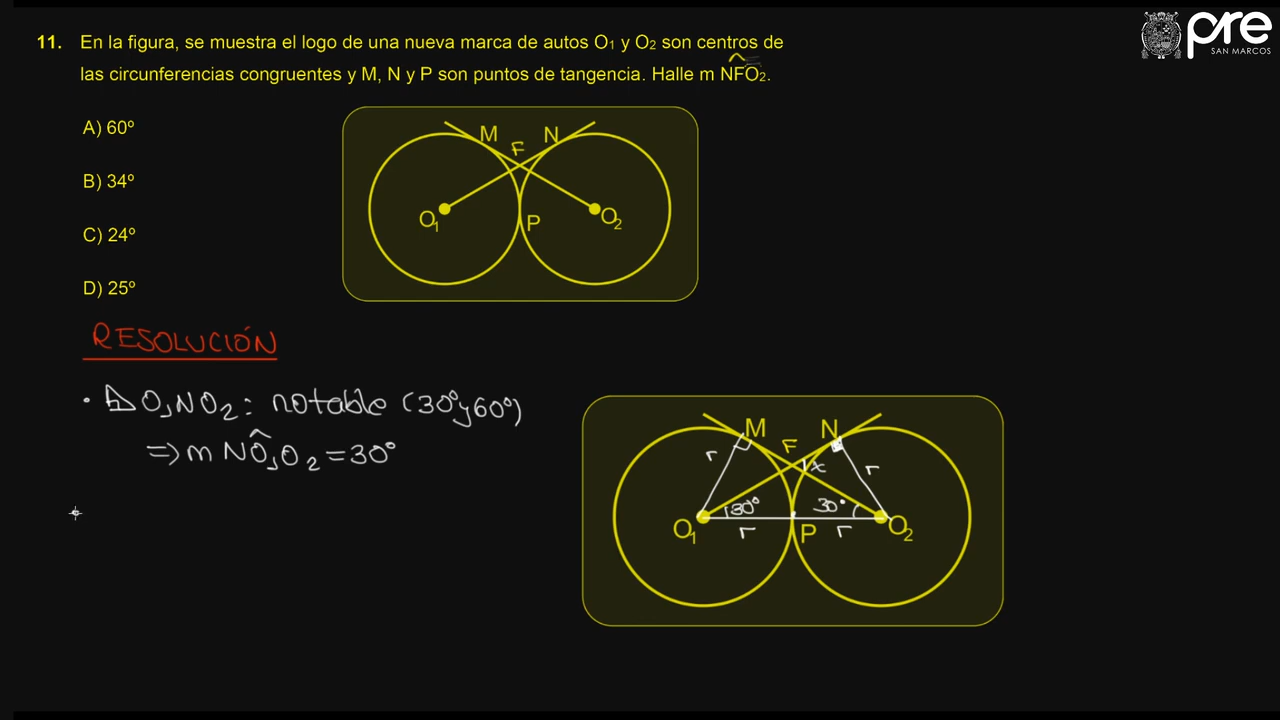 pre
SAN MARCOS
11. En la figura, se muestra el logo de una nueva marca de autos O₁ y O₂ son centros de
las circunferencias congruentes y M, N y P son puntos de tangencia. Halle m NFO₂.
A) 60º
B) 34º
C) 24º
D) 25º
M F N
O₁ P O₂
RESOLUCIÓN
• ⊿ O₁NO₂: notable (30° y 60°)
⇒ m NÔ₁O₂ = 30°
M F N
r x r
30° 30°
O₁ r P r O₂